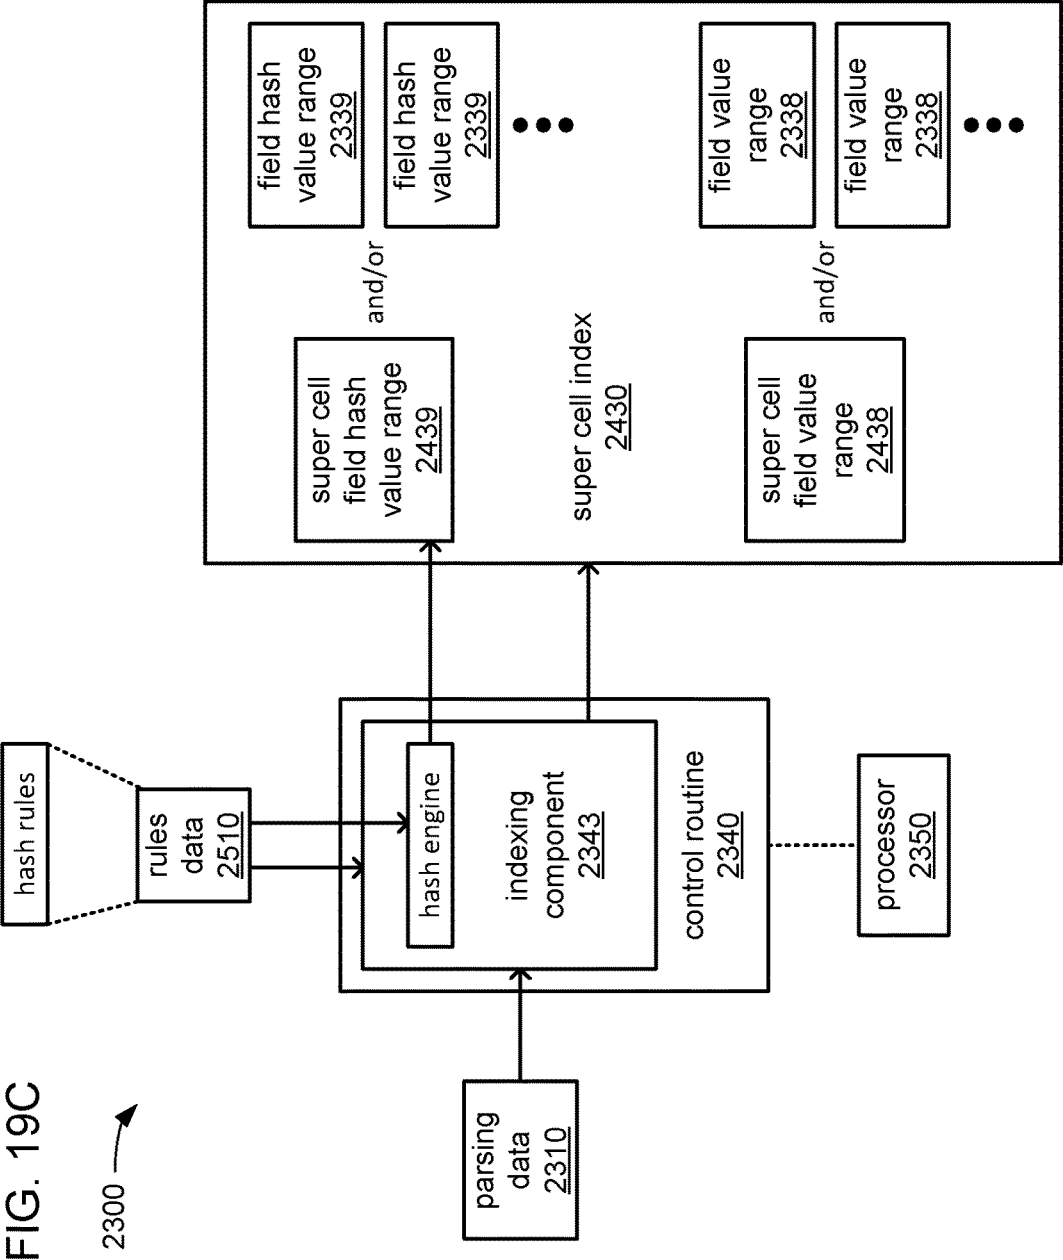 FIG. 19C
2300
hash rules
rules
data
2510
parsing
data
2310
hash engine
indexing
component
2343
control routine
2340
processor
2350
super cell
field hash
value range
2439
and/or
field hash
value range
2339
field hash
value range
2339
super cell index
2430
super cell
field value
range
2438
and/or
field value
range
2338
field value
range
2338